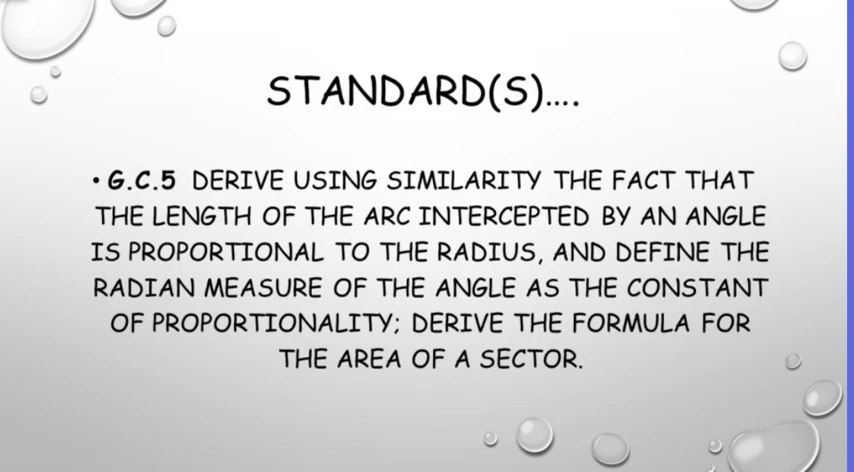 STANDARD(S)....
• G.C.5 DERIVE USING SIMILARITY THE FACT THAT
THE LENGTH OF THE ARC INTERCEPTED BY AN ANGLE
IS PROPORTIONAL TO THE RADIUS, AND DEFINE THE
RADIAN MEASURE OF THE ANGLE AS THE CONSTANT
OF PROPORTIONALITY; DERIVE THE FORMULA FOR
THE AREA OF A SECTOR.